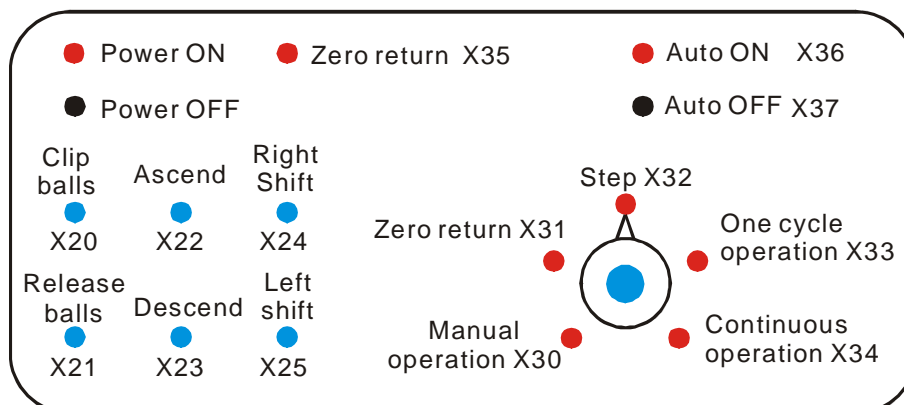 Power ON
Zero return X35
Auto ON X36
Power OFF
Auto OFF X37
Clip
balls
Ascend
Right
Shift
X20
X22
X24
Release
balls
Descend
Left
shift
X21
X23
X25
Step X32
Zero return X31
One cycle
operation X33
Manual
operation X30
Continuous
operation X34